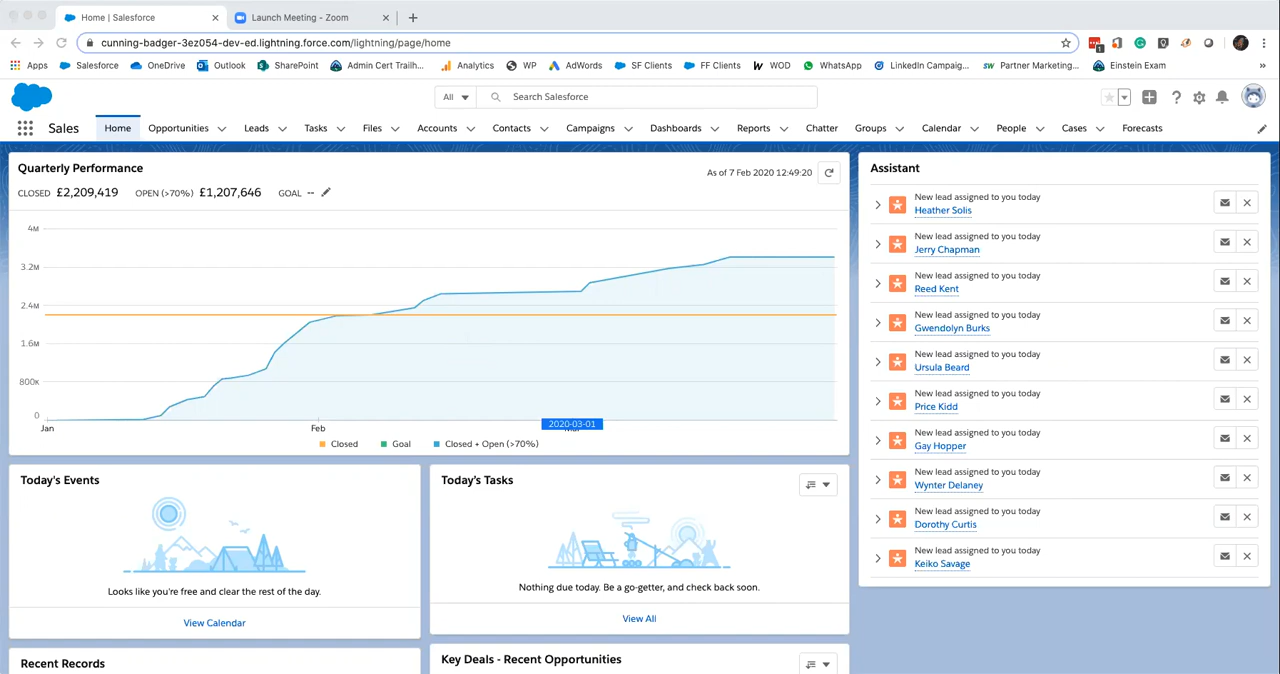 Home | Salesforce
Launch Meeting - Zoom
cunning-badger-3ez054-dev-ed.lightning.force.com/lightning/page/home
1
Apps Salesforce OneDrive Outlook SharePoint Admin Cert Trailh... Analytics WP AdWords SF Clients FF Clients WOD WhatsApp LinkedIn Campaig... Partner Marketing... Einstein Exam »
All Search Salesforce
Sales Home Opportunities Leads Tasks Files Accounts Contacts Campaigns Dashboards Reports Chatter Groups Calendar People Cases Forecasts
Quarterly Performance
As of 7 Feb 2020 12:49:20
CLOSED £2,209,419 OPEN (>70%) £1,207,646 GOAL --
4M
3.2M
2.4M
1.6M
800K
0
Jan Feb
2020-03-01
Closed Goal Closed + Open (>70%)
Today's Events
Looks like you're free and clear the rest of the day.
View Calendar
Today's Tasks
Nothing due today. Be a go-getter, and check back soon.
View All
Recent Records
Key Deals - Recent Opportunities
Assistant
New lead assigned to you today
Heather Solis
New lead assigned to you today
Jerry Chapman
New lead assigned to you today
Reed Kent
New lead assigned to you today
Gwendolyn Burks
New lead assigned to you today
Ursula Beard
New lead assigned to you today
Price Kidd
New lead assigned to you today
Gay Hopper
New lead assigned to you today
Wynter Delaney
New lead assigned to you today
Dorothy Curtis
New lead assigned to you today
Keiko Savage